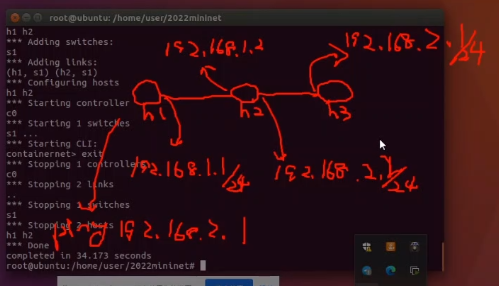 root@ubuntu: /home/user/2022mininet
h1 h2
*** Adding switches:
s1
*** Adding links:
(h1, s1) (h2, s1)
*** Configuring hosts
h1 h2
*** Starting controller
c0
*** Starting 1 switches
s1 ...
*** Starting CLI:
containernet> exit
*** Stopping 1 controllers
c0
*** Stopping 2 links
..
*** Stopping 1 switches
s1
*** Stopping 2 hosts
h1 h2
*** Done
completed in 34.173 seconds
root@ubuntu:/home/user/2022mininet#
192.168.1.2
192.168.2.1/24
h1
h2
h3
192.168.1.1/24
192.168.2.2/24
ping 192.168.2.1